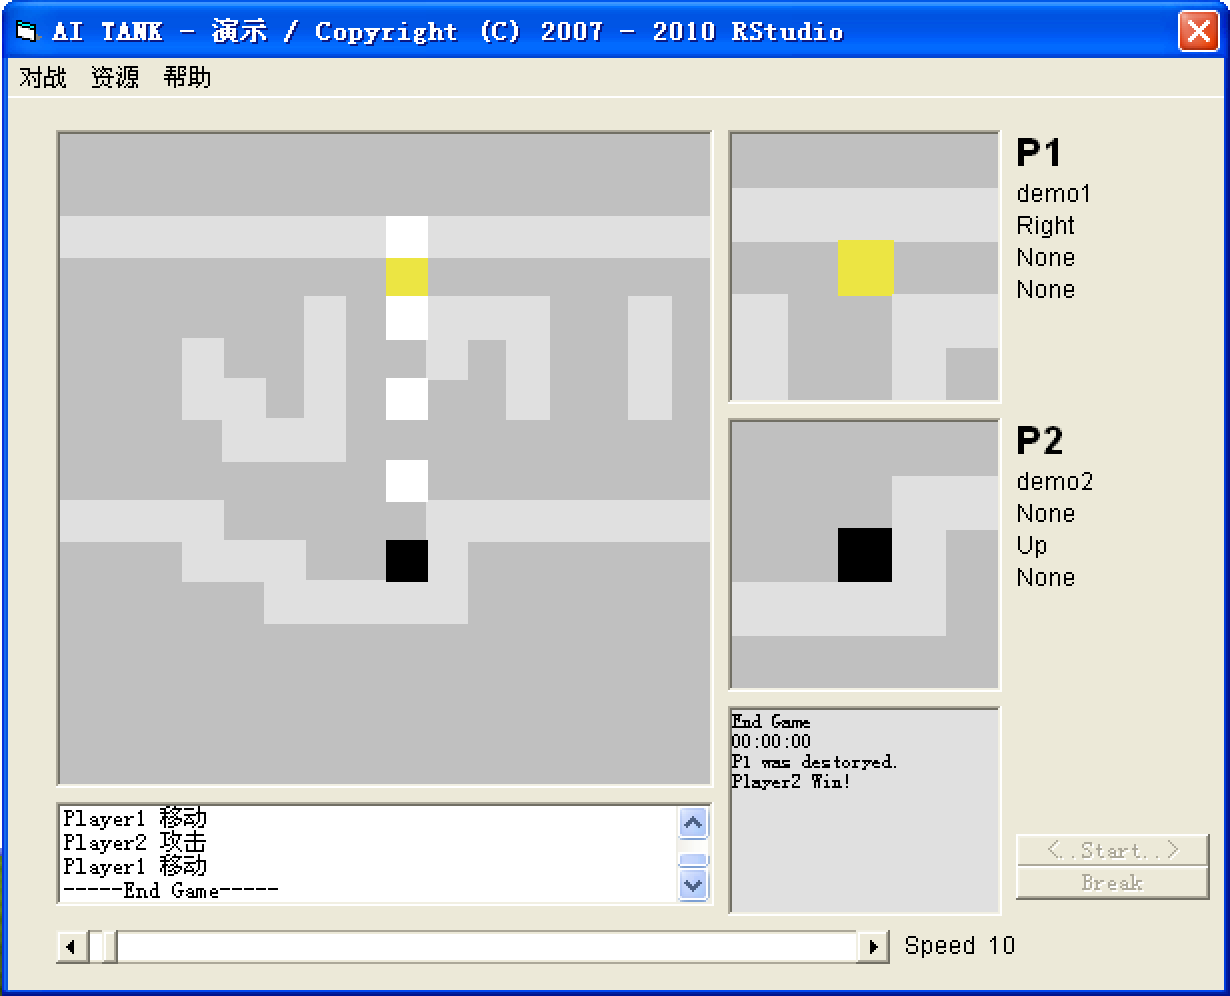 AI TANK - 演示 / Copyright (C) 2007 - 2010 RStudio
对战 资源 帮助
P1
demo1
Right
None
None
P2
demo2
None
Up
None
End Game
00:00:00
P1 was destoryed.
Player2 Win!
Player1 移动
Player2 攻击
Player1 移动
-----End Game-----
<..Start..>
Break
Speed 10